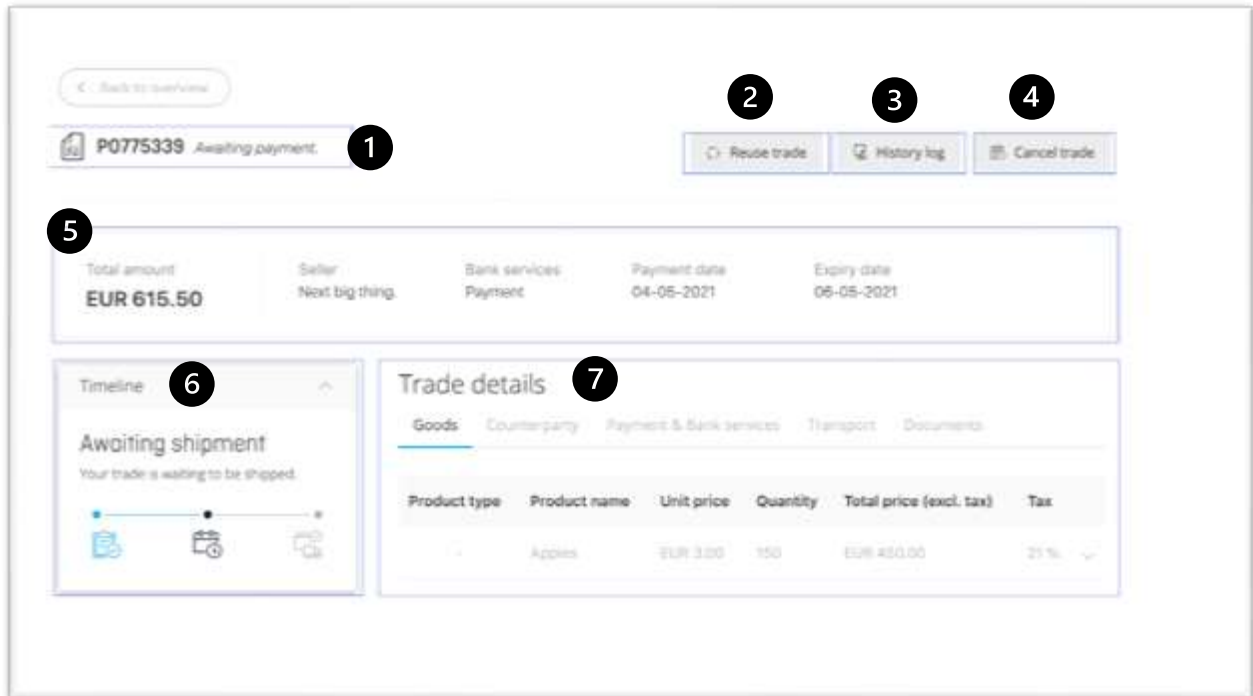 Back to overview
2 3 4
P0775339 Awaiting payment. 1
Reuse trade History log Cancel trade
5
Total amount Seller Bank services Payment date Expiry date
EUR 615.50 Next big thing. Payment 04-05-2021 06-05-2021
Timeline 6
Awaiting shipment
Your trade is waiting to be shipped.
Trade details 7
Goods Counterparty Payment & Bank services Transport Documents
Product type Product name Unit price Quantity Total price (excl. tax) Tax
- Apples EUR 3.00 150 EUR 450.00 21 %